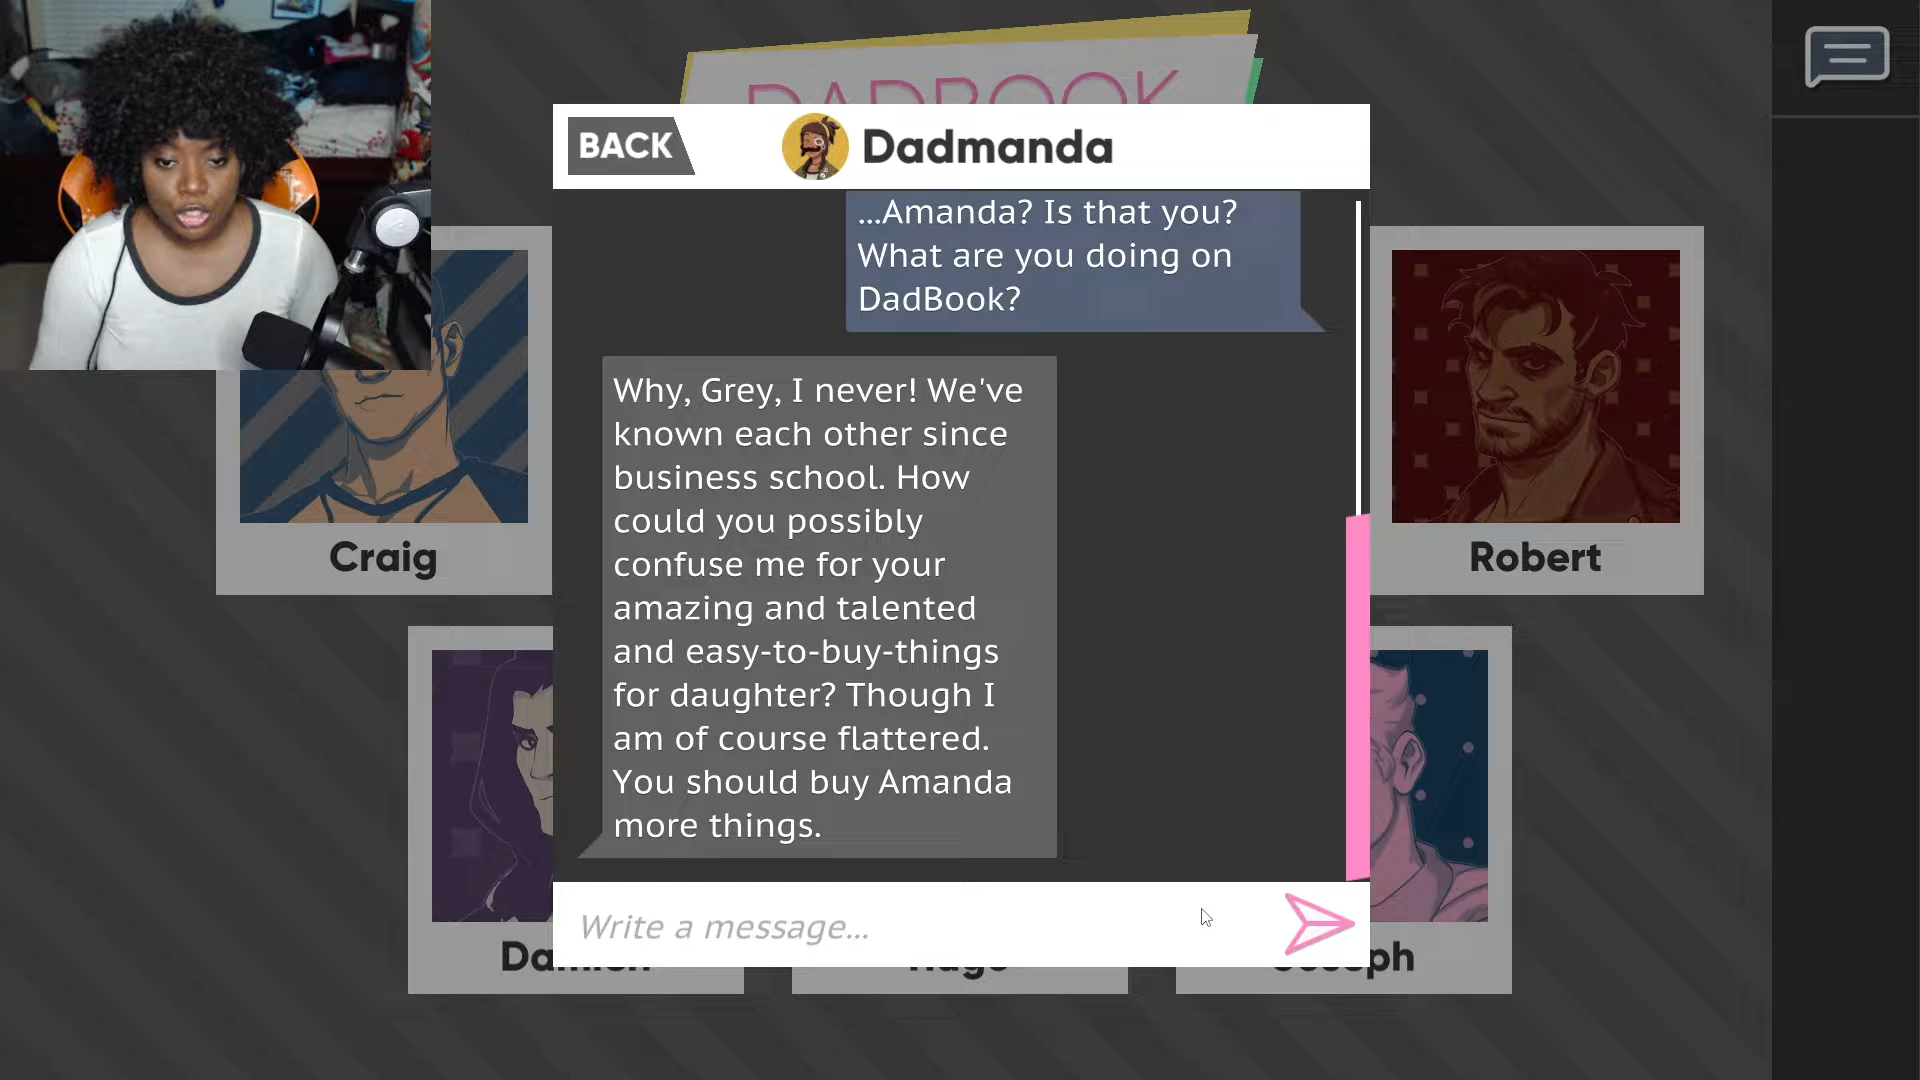 DADBOOK
BACK
Dadmanda
...Amanda? Is that you?
What are you doing on
DadBook?
Why, Grey, I never! We've
known each other since
business school. How
could you possibly
confuse me for your
amazing and talented
and easy-to-buy-things
for daughter? Though I
am of course flattered.
You should buy Amanda
more things.
Write a message...
Craig
Robert
Damien
Hugo
Joseph